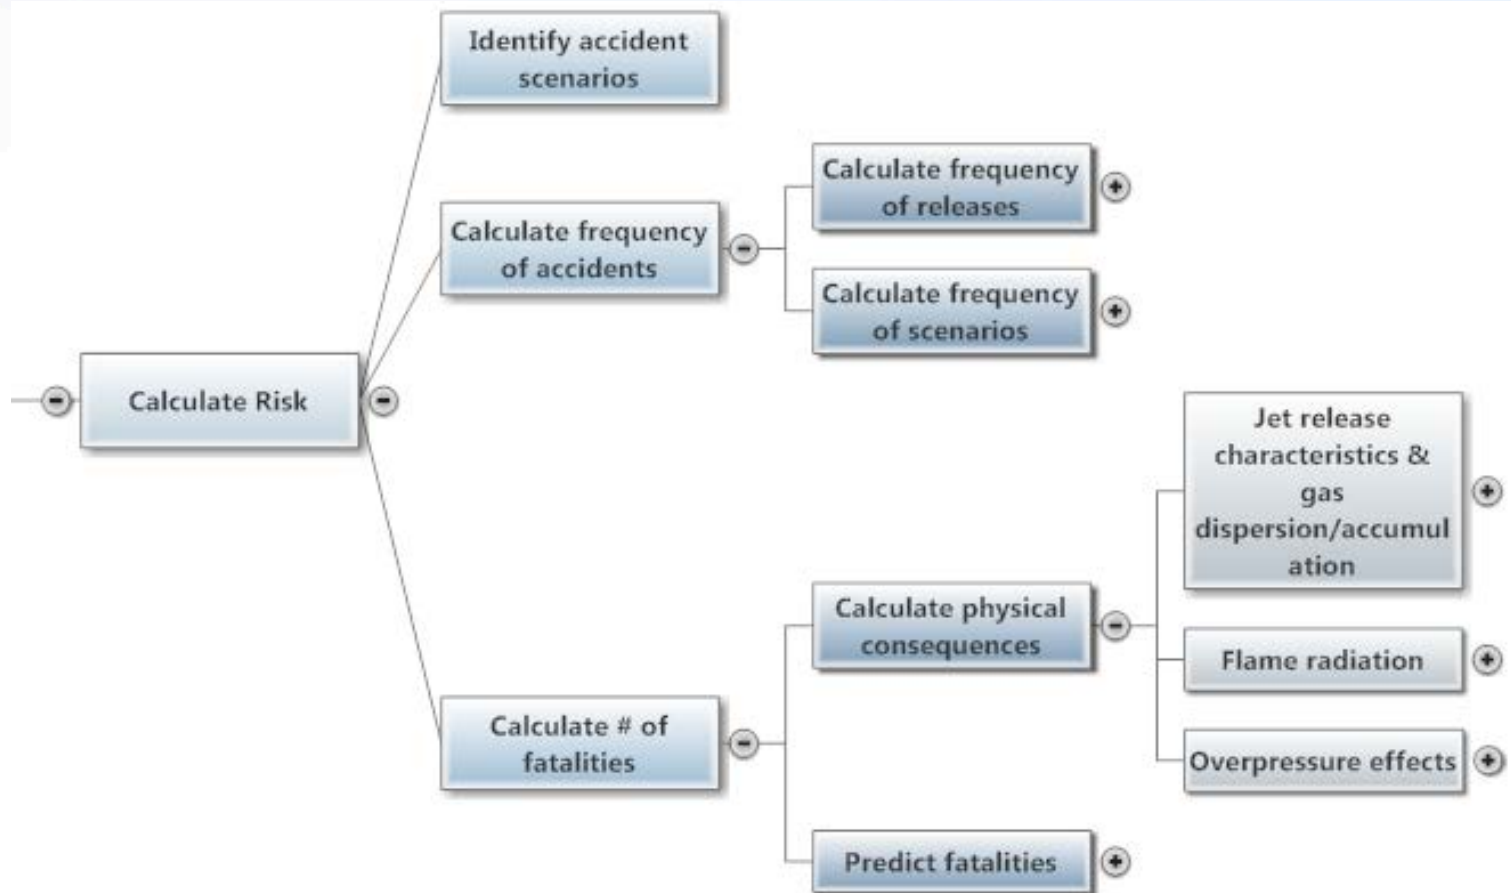 Identify accident
scenarios
Calculate frequency
of releases
Calculate frequency
of accidents
Calculate frequency
of scenarios
Calculate Risk
Jet release
characteristics &
gas
dispersion/accumul
ation
Calculate physical
consequences
Flame radiation
Calculate # of
fatalities
Overpressure effects
Predict fatalities